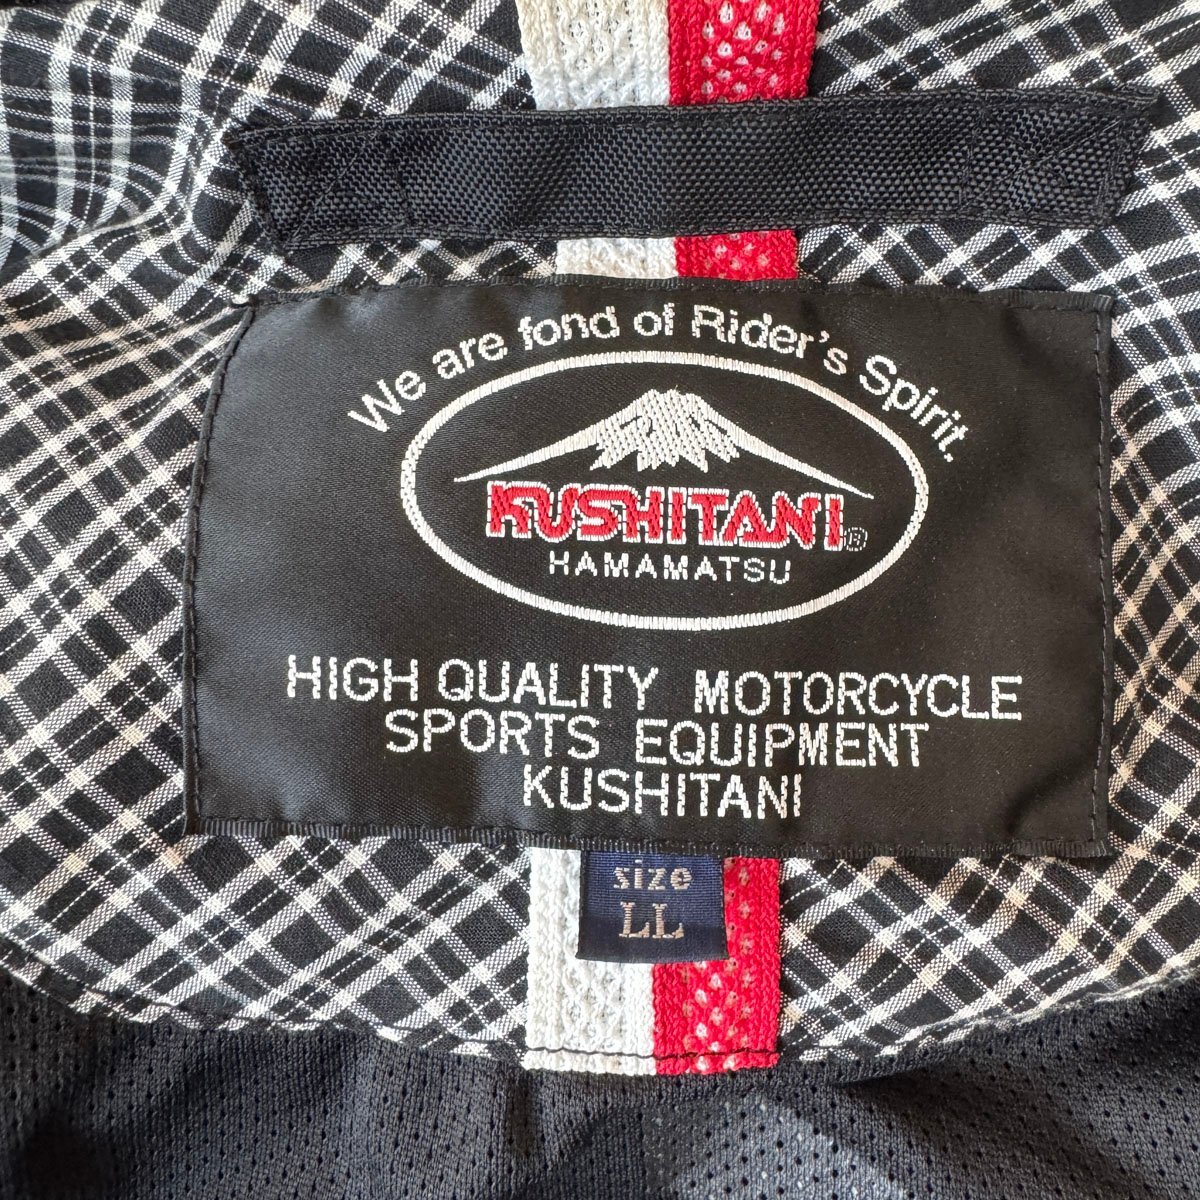 We are fond of Rider's Spirit.
KUSHITANI®
HAMAMATSU
HIGH QUALITY MOTORCYCLE
SPORTS EQUIPMENT
KUSHITANI
size
LL